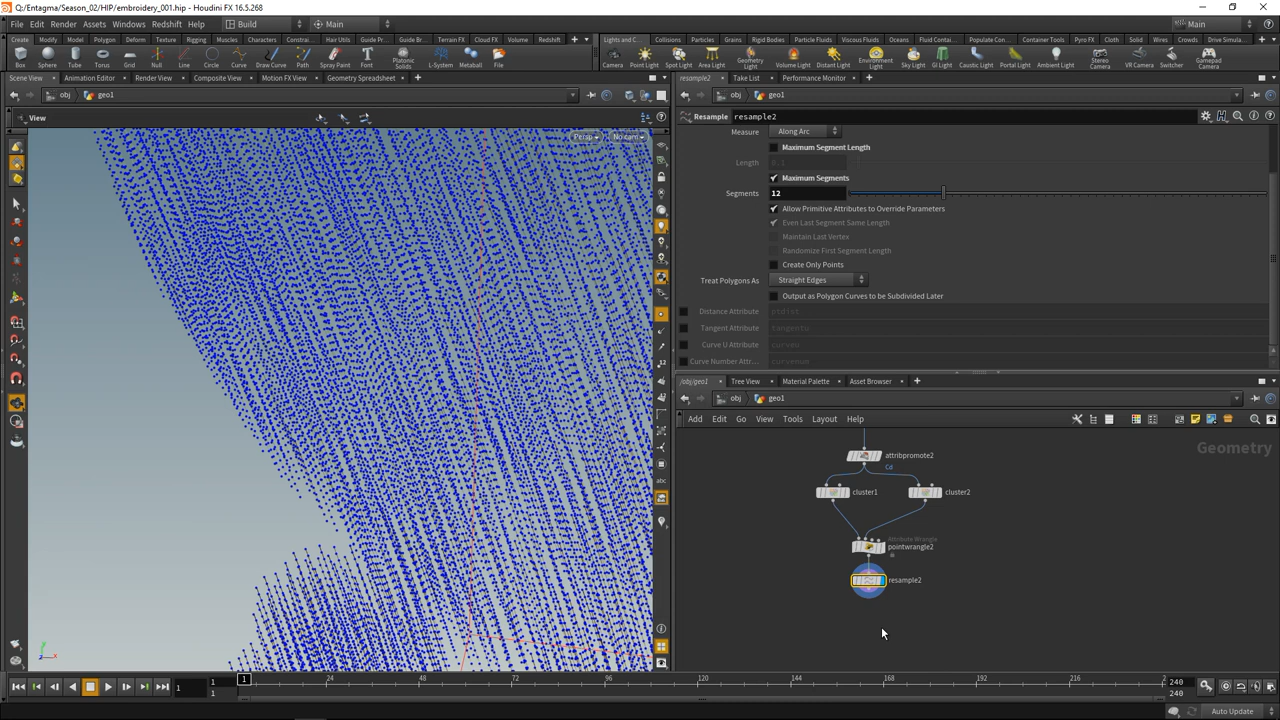 Q:/Entagma/Season_02/HIP/embroidery_001.hip - Houdini FX 16.5.268
File Edit Render Assets Windows Redshift Help Build Main Main
Create Modify Model Polygon Deform Texture Rigging Muscles Characters Constrai... Hair Utils Guide P... Guide Br... Terrain FX Cloud FX Volume Redshift
Lights and C... Collisions Particles Grains Rigid Bodies Particle Fluids Viscous Fluids Oceans Fluid Contai... Populate Con... Container Tools Pyro FX Cloth Solid Wires Crowds Drive Simula...
Box Sphere Tube Torus Grid Null Line Circle Curve Draw Curve Path Spray Paint Font Platonic Solids L-System Metaball File
Camera Point Light Spot Light Area Light Geometry Light Volume Light Distant Light Environment Light Sky Light GI Light Caustic Light Portal Light Ambient Light Stereo Camera VR Camera Switcher Gamepad Camera
Scene View Animation Editor Render View Composite View Motion FX View Geometry Spreadsheet
resample2 Take List Performance Monitor
obj geo1
obj geo1
View
Persp No cam
Resample resample2
Measure Along Arc
Maximum Segment Length
Length 0.1
Maximum Segments
Segments 12
Allow Primitive Attributes to Override Parameters
Even Last Segment Same Length
Maintain Last Vertex
Randomize First Segment Length
Create Only Points
Treat Polygons As Straight Edges
Output as Polygon Curves to be Subdivided Later
Distance Attribute ptdist
Tangent Attribute tangentu
Curve U Attribute curveu
Curve Number Attr... curvenum
/obj/geo1 Tree View Material Palette Asset Browser
obj geo1
Add Edit Go View Tools Layout Help
Geometry
attribpromote2
Cd
cluster1 cluster2
Attribute Wrangle
pointwrangle2
resample2
1 1 1 1 24 48 72 96 120 144 168 192 216 2 240 240
Auto Update